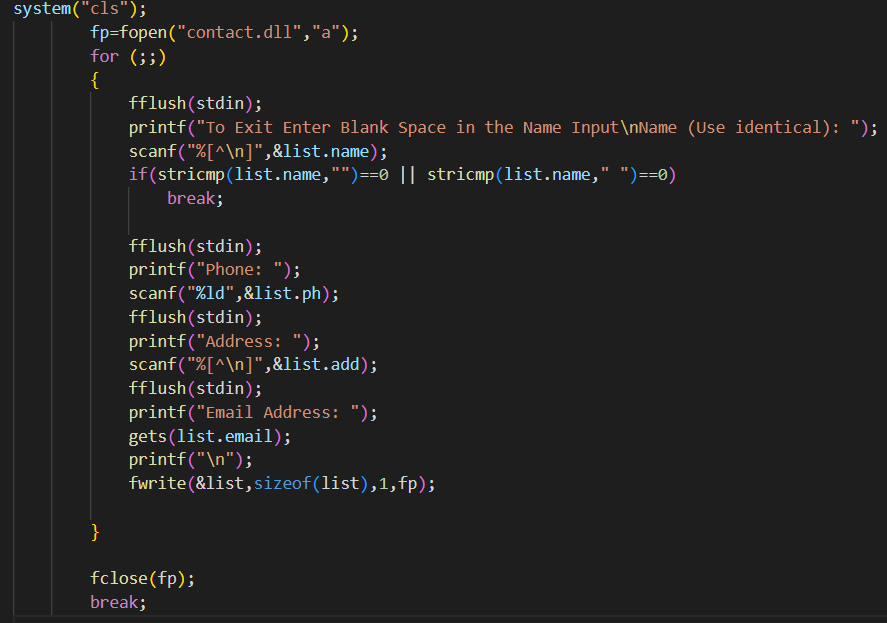 system("cls");
fp=fopen("contact.dll","a");
for (;;)
{
fflush(stdin);
printf("To Exit Enter Blank Space in the Name Input\nName (Use identical): ");
scanf("%[^\n]",&list.name);
if(stricmp(list.name,"")==0 || stricmp(list.name," ")==0)
break;
fflush(stdin);
printf("Phone: ");
scanf("%ld",&list.ph);
fflush(stdin);
printf("Address: ");
scanf("%[^\n]",&list.add);
fflush(stdin);
printf("Email Address: ");
gets(list.email);
printf("\n");
fwrite(&list,sizeof(list),1,fp);
}
fclose(fp);
break;